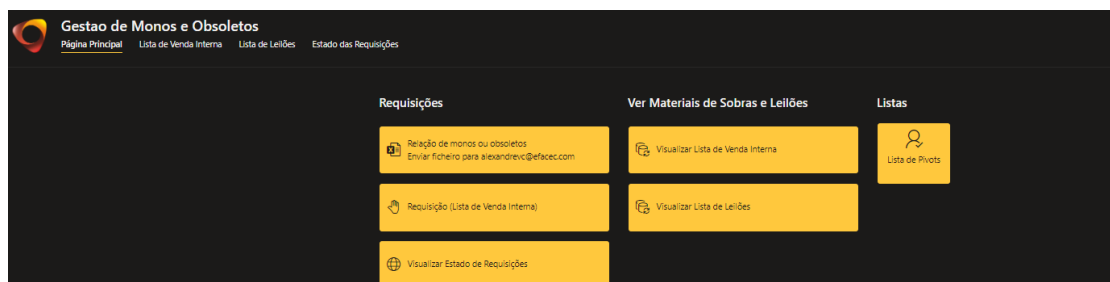 Gestao de Monos e Obsoletos
Página Principal Lista de Venda Interna Lista de Leilões Estado das Requisições
Requisições
Relação de monos ou obsoletos
Enviar ficheiro para alexandrevc@efacec.com
Requisição (Lista de Venda Interna)
Visualizar Estado de Requisições
Ver Materiais de Sobras e Leilões
Visualizar Lista de Venda Interna
Visualizar Lista de Leilões
Listas
Lista de Pivots